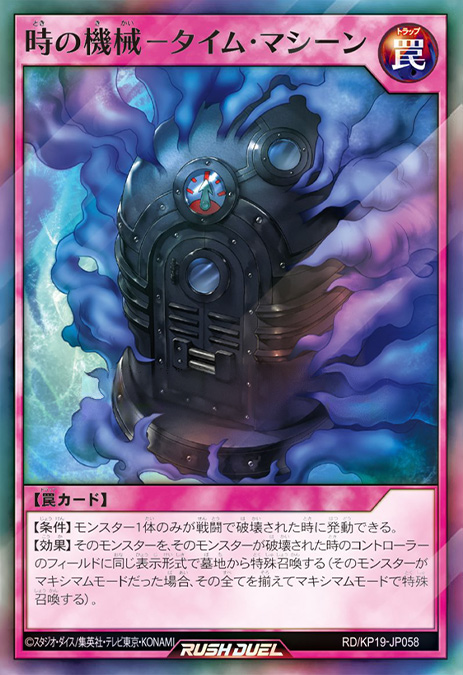 時の機械－タイム・マシーン
トラップ
罠
【罠カード】
【条件】モンスター1体のみが戦闘で破壊された時に発動できる。
【効果】そのモンスターを、そのモンスターが破壊された時のコントローラー
のフィールドに同じ表示形式で墓地から特殊召喚する(そのモンスターが
マキシマムモードだった場合、その全てを揃えてマキシマムモードで特殊
召喚する)。
©スタジオ・ダイス/集英社・テレビ東京・KONAMI
RUSH DUEL
RD/KP19-JP058